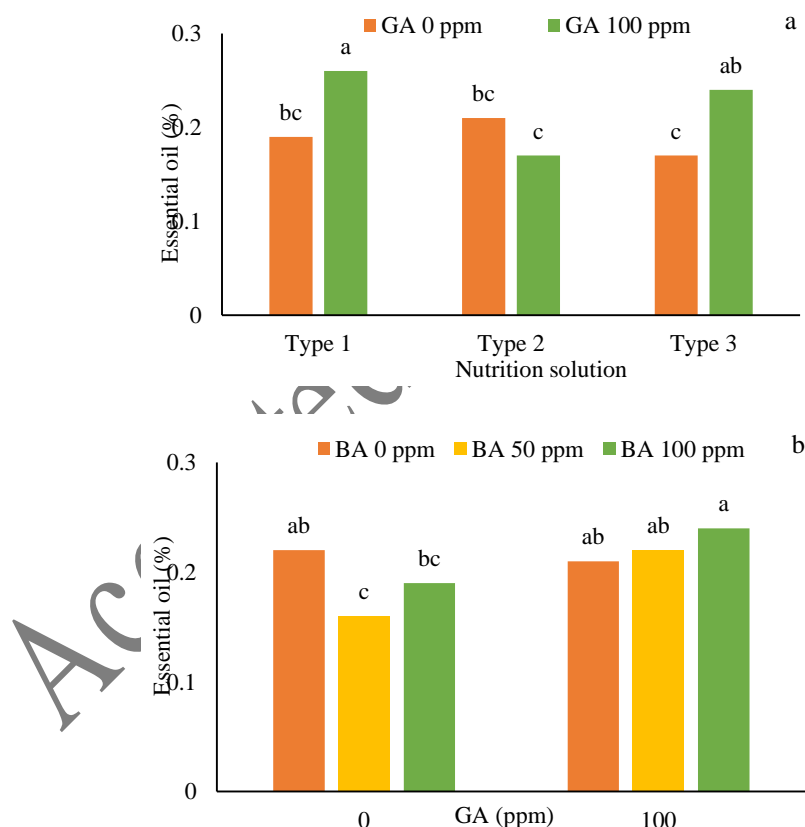 GA 0 ppm GA 100 ppm a
0.3
0.2
0.1
0
Essential oil (%)
bc a bc c c ab
Type 1 Type 2 Type 3
Nutrition solution
BA 0 ppm BA 50 ppm BA 100 ppm b
0.3
0.2
0.1
0
Essential oil (%)
ab c bc ab ab a
0 GA (ppm) 100